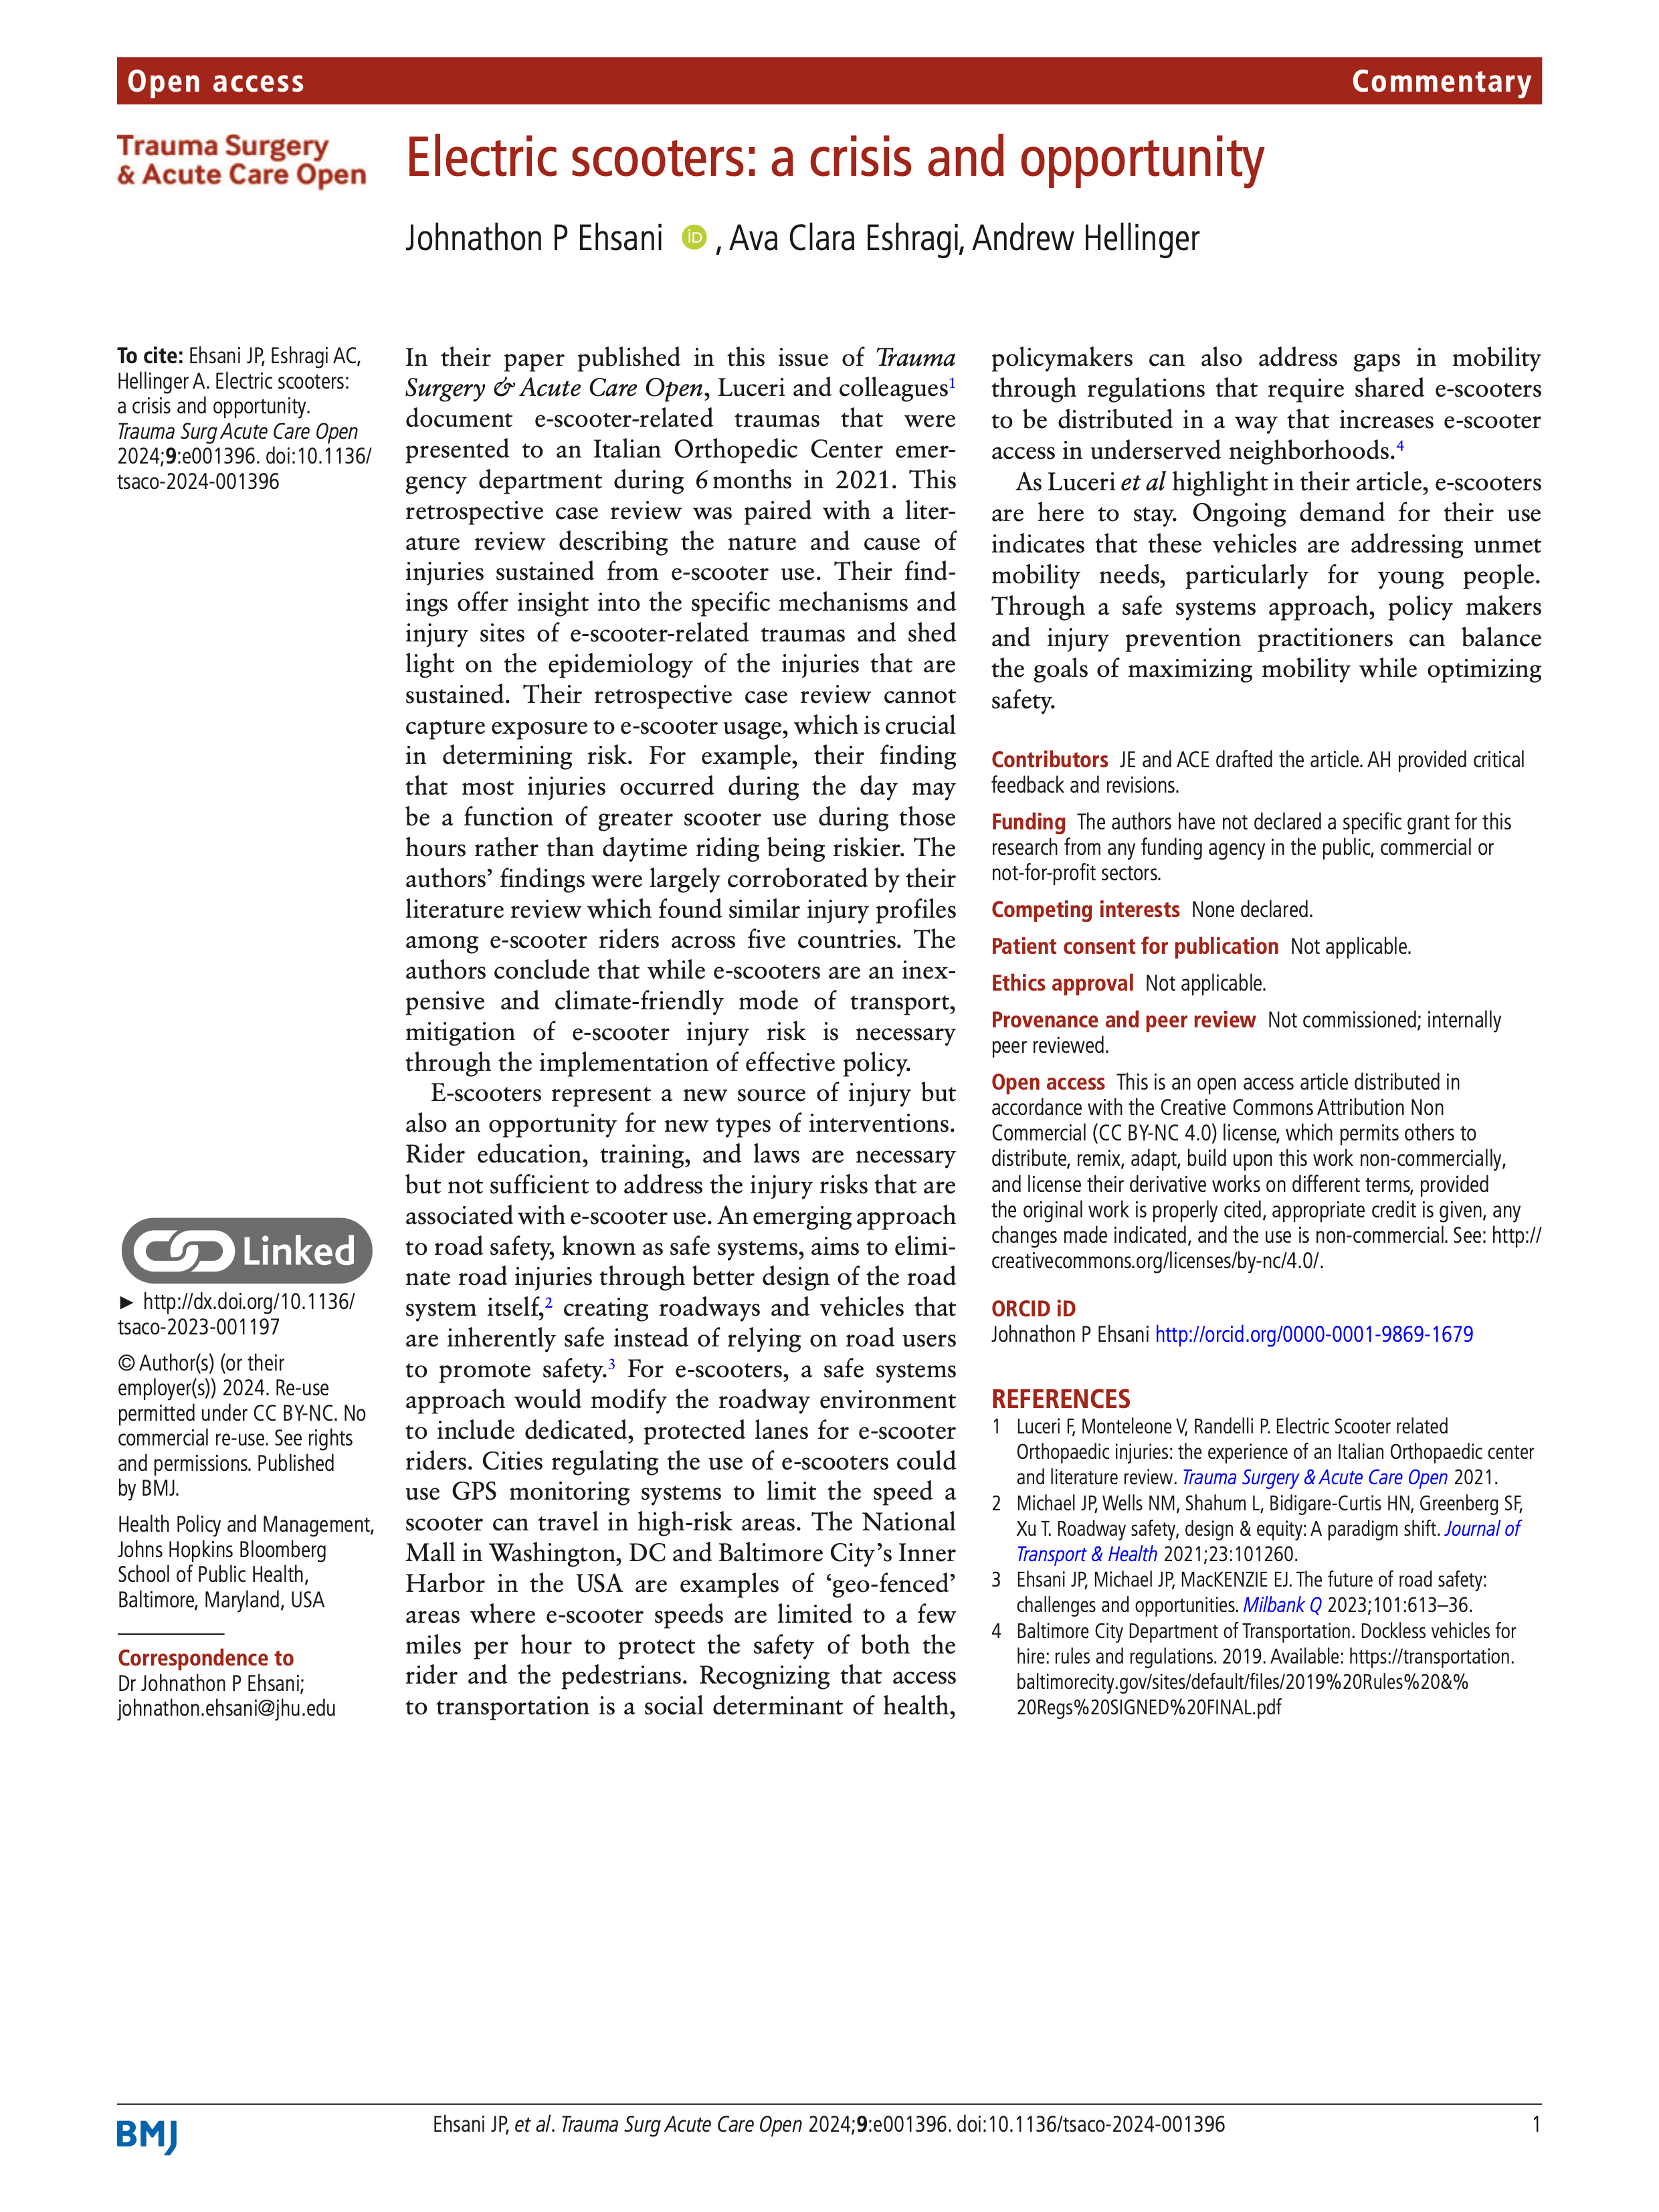 Open access
Commentary
Trauma Surgery
& Acute Care Open
Electric scooters: a crisis and opportunity
Johnathon P Ehsani iD , Ava Clara Eshragi, Andrew Hellinger
To cite: Ehsani JP, Eshragi AC,
Hellinger A. Electric scooters:
a crisis and opportunity.
Trauma Surg Acute Care Open
2024;9:e001396. doi:10.1136/
tsaco-2024-001396
Linked
► http://dx.doi.org/10.1136/
tsaco-2023-001197
© Author(s) (or their
employer(s)) 2024. Re-use
permitted under CC BY-NC. No
commercial re-use. See rights
and permissions. Published
by BMJ.
Health Policy and Management,
Johns Hopkins Bloomberg
School of Public Health,
Baltimore, Maryland, USA
Correspondence to
Dr Johnathon P Ehsani;
johnathon.ehsani@jhu.edu
In their paper published in this issue of Trauma
Surgery & Acute Care Open, Luceri and colleagues1
document e-scooter-related traumas that were
presented to an Italian Orthopedic Center emer-
gency department during 6 months in 2021. This
retrospective case review was paired with a liter-
ature review describing the nature and cause of
injuries sustained from e-scooter use. Their find-
ings offer insight into the specific mechanisms and
injury sites of e-scooter-related traumas and shed
light on the epidemiology of the injuries that are
sustained. Their retrospective case review cannot
capture exposure to e-scooter usage, which is crucial
in determining risk. For example, their finding
that most injuries occurred during the day may
be a function of greater scooter use during those
hours rather than daytime riding being riskier. The
authors’ findings were largely corroborated by their
literature review which found similar injury profiles
among e-scooter riders across five countries. The
authors conclude that while e-scooters are an inex-
pensive and climate-friendly mode of transport,
mitigation of e-scooter injury risk is necessary
through the implementation of effective policy.
E-scooters represent a new source of injury but
also an opportunity for new types of interventions.
Rider education, training, and laws are necessary
but not sufficient to address the injury risks that are
associated with e-scooter use. An emerging approach
to road safety, known as safe systems, aims to elimi-
nate road injuries through better design of the road
system itself,2 creating roadways and vehicles that
are inherently safe instead of relying on road users
to promote safety.3 For e-scooters, a safe systems
approach would modify the roadway environment
to include dedicated, protected lanes for e-scooter
riders. Cities regulating the use of e-scooters could
use GPS monitoring systems to limit the speed a
scooter can travel in high-risk areas. The National
Mall in Washington, DC and Baltimore City’s Inner
Harbor in the USA are examples of ‘geo-fenced’
areas where e-scooter speeds are limited to a few
miles per hour to protect the safety of both the
rider and the pedestrians. Recognizing that access
to transportation is a social determinant of health,
policymakers can also address gaps in mobility
through regulations that require shared e-scooters
to be distributed in a way that increases e-scooter
access in underserved neighborhoods.4
As Luceri et al highlight in their article, e-scooters
are here to stay. Ongoing demand for their use
indicates that these vehicles are addressing unmet
mobility needs, particularly for young people.
Through a safe systems approach, policy makers
and injury prevention practitioners can balance
the goals of maximizing mobility while optimizing
safety.
Contributors JE and ACE drafted the article. AH provided critical
feedback and revisions.
Funding The authors have not declared a specific grant for this
research from any funding agency in the public, commercial or
not-for-profit sectors.
Competing interests None declared.
Patient consent for publication Not applicable.
Ethics approval Not applicable.
Provenance and peer review Not commissioned; internally
peer reviewed.
Open access This is an open access article distributed in
accordance with the Creative Commons Attribution Non
Commercial (CC BY-NC 4.0) license, which permits others to
distribute, remix, adapt, build upon this work non-commercially,
and license their derivative works on different terms, provided
the original work is properly cited, appropriate credit is given, any
changes made indicated, and the use is non-commercial. See: http://
creativecommons.org/licenses/by-nc/4.0/.
ORCID iD
Johnathon P Ehsani http://orcid.org/0000-0001-9869-1679
REFERENCES
1 Luceri F, Monteleone V, Randelli P. Electric Scooter related
Orthopaedic injuries: the experience of an Italian Orthopaedic center
and literature review. Trauma Surgery & Acute Care Open 2021.
2 Michael JP, Wells NM, Shahum L, Bidigare-Curtis HN, Greenberg SF,
Xu T. Roadway safety, design & equity: A paradigm shift. Journal of
Transport & Health 2021;23:101260.
3 Ehsani JP, Michael JP, MacKENZIE EJ. The future of road safety:
challenges and opportunities. Milbank Q 2023;101:613–36.
4 Baltimore City Department of Transportation. Dockless vehicles for
hire: rules and regulations. 2019. Available: https://transportation.
baltimorecity.gov/sites/default/files/2019%20Rules%20&%
20Regs%20SIGNED%20FINAL.pdf
BMJ
Ehsani JP, et al. Trauma Surg Acute Care Open 2024;9:e001396. doi:10.1136/tsaco-2024-001396
1